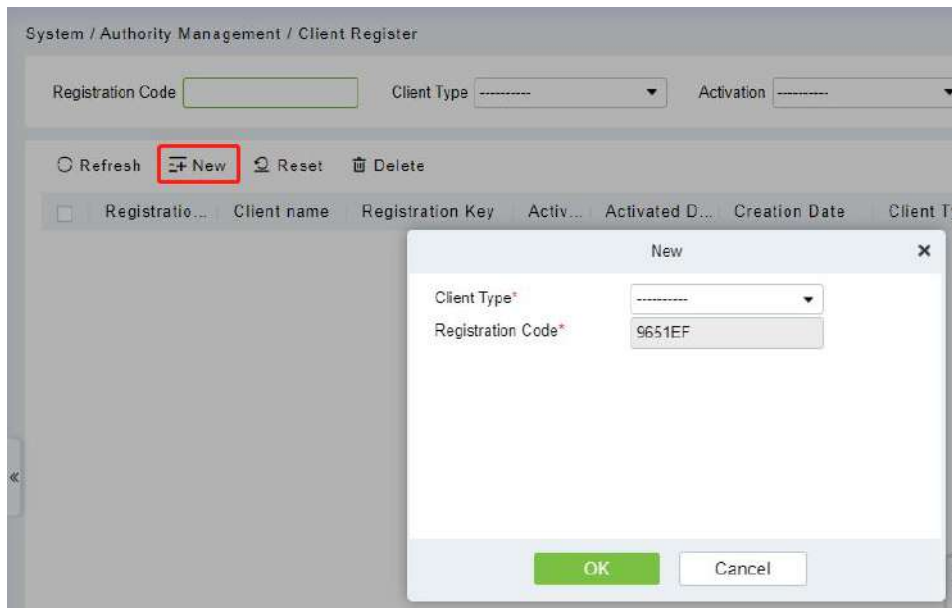 System / Authority Management / Client Register
Registration Code Client Type ---------- Activation ----------
Refresh New Reset Delete
Registratio... Client name Registration Key Activ... Activated D... Creation Date Client T
New
Client Type* ----------
Registration Code* 9651EF
OK Cancel